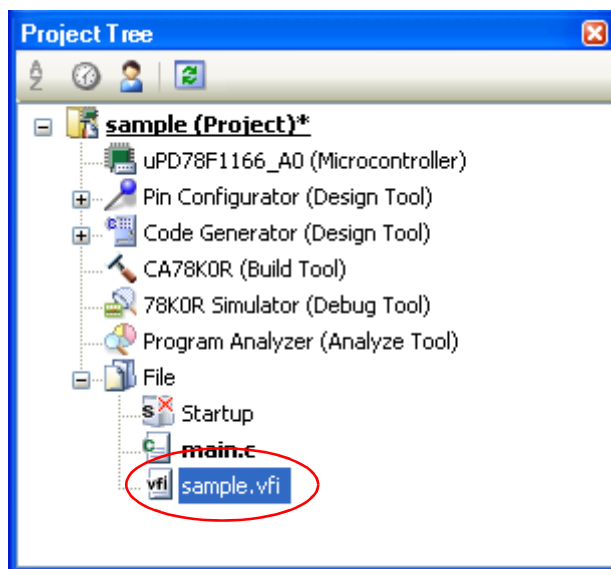 Project Tree
sample (Project)*
uPD78F1166_A0 (Microcontroller)
Pin Configurator (Design Tool)
Code Generator (Design Tool)
CA78K0R (Build Tool)
78K0R Simulator (Debug Tool)
Program Analyzer (Analyze Tool)
File
Startup
main.c
sample.vfi